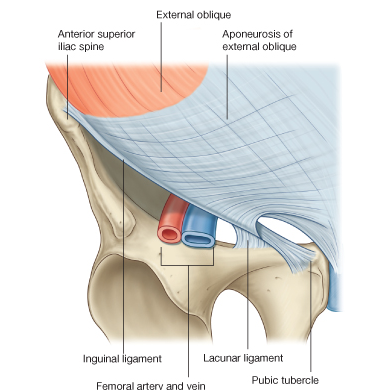 External oblique
Anterior superior
iliac spine
Aponeurosis of
external oblique
Inguinal ligament
Lacunar ligament
Femoral artery and vein
Pubic tubercle